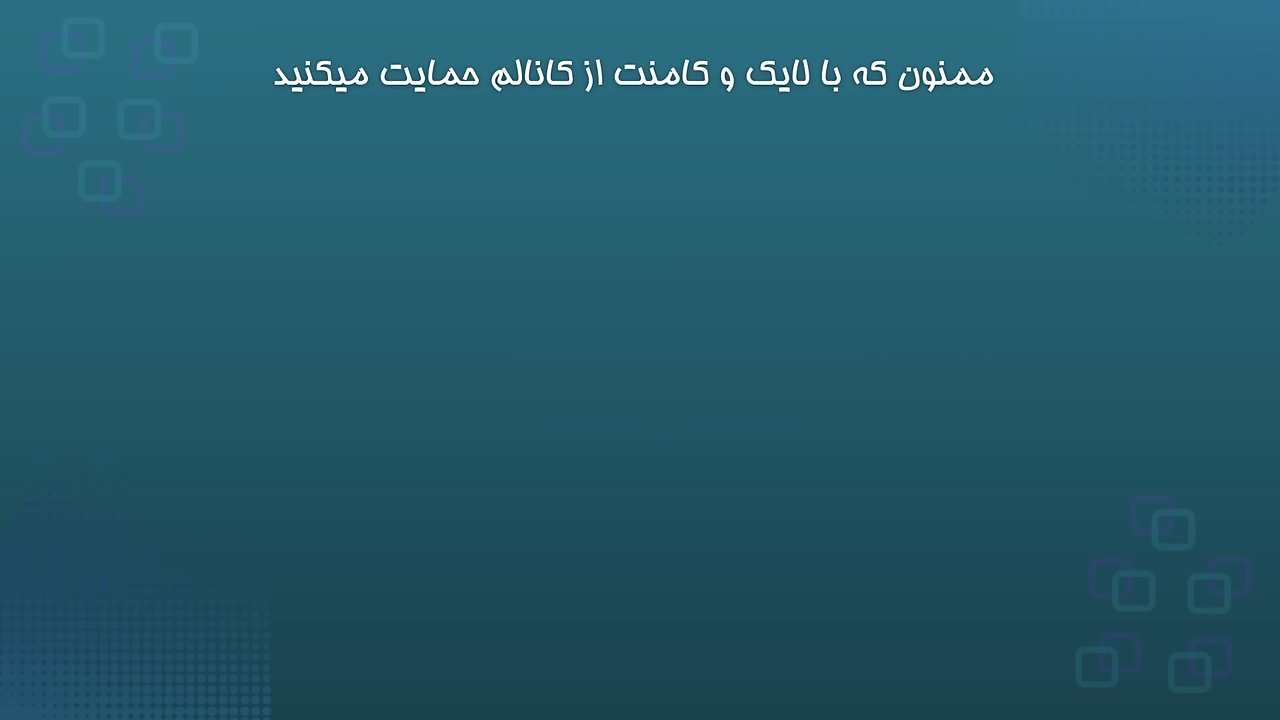 ممنون که با لایک و کامنت از کانالم حمایت میکنید